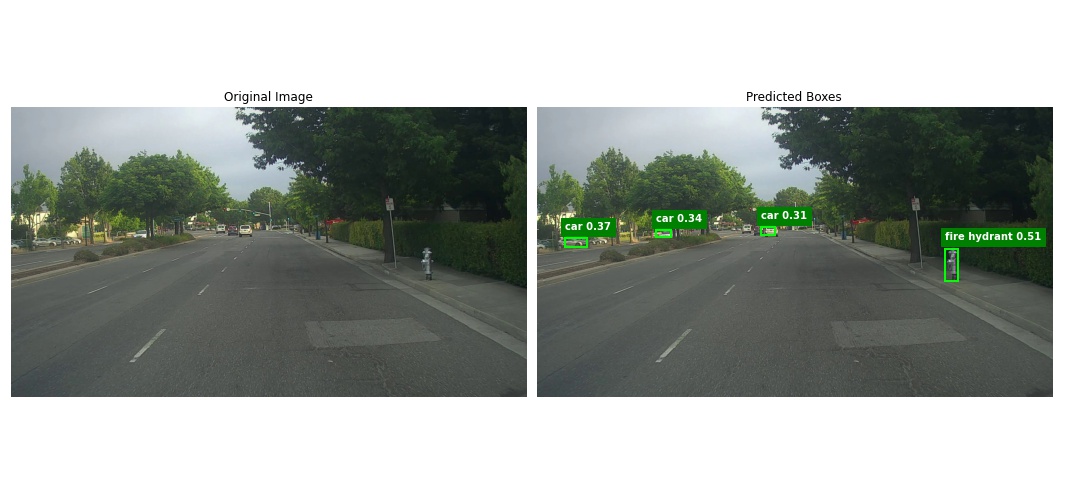 Original Image
Predicted Boxes
car 0.37
car 0.34
car 0.31
fire hydrant 0.51